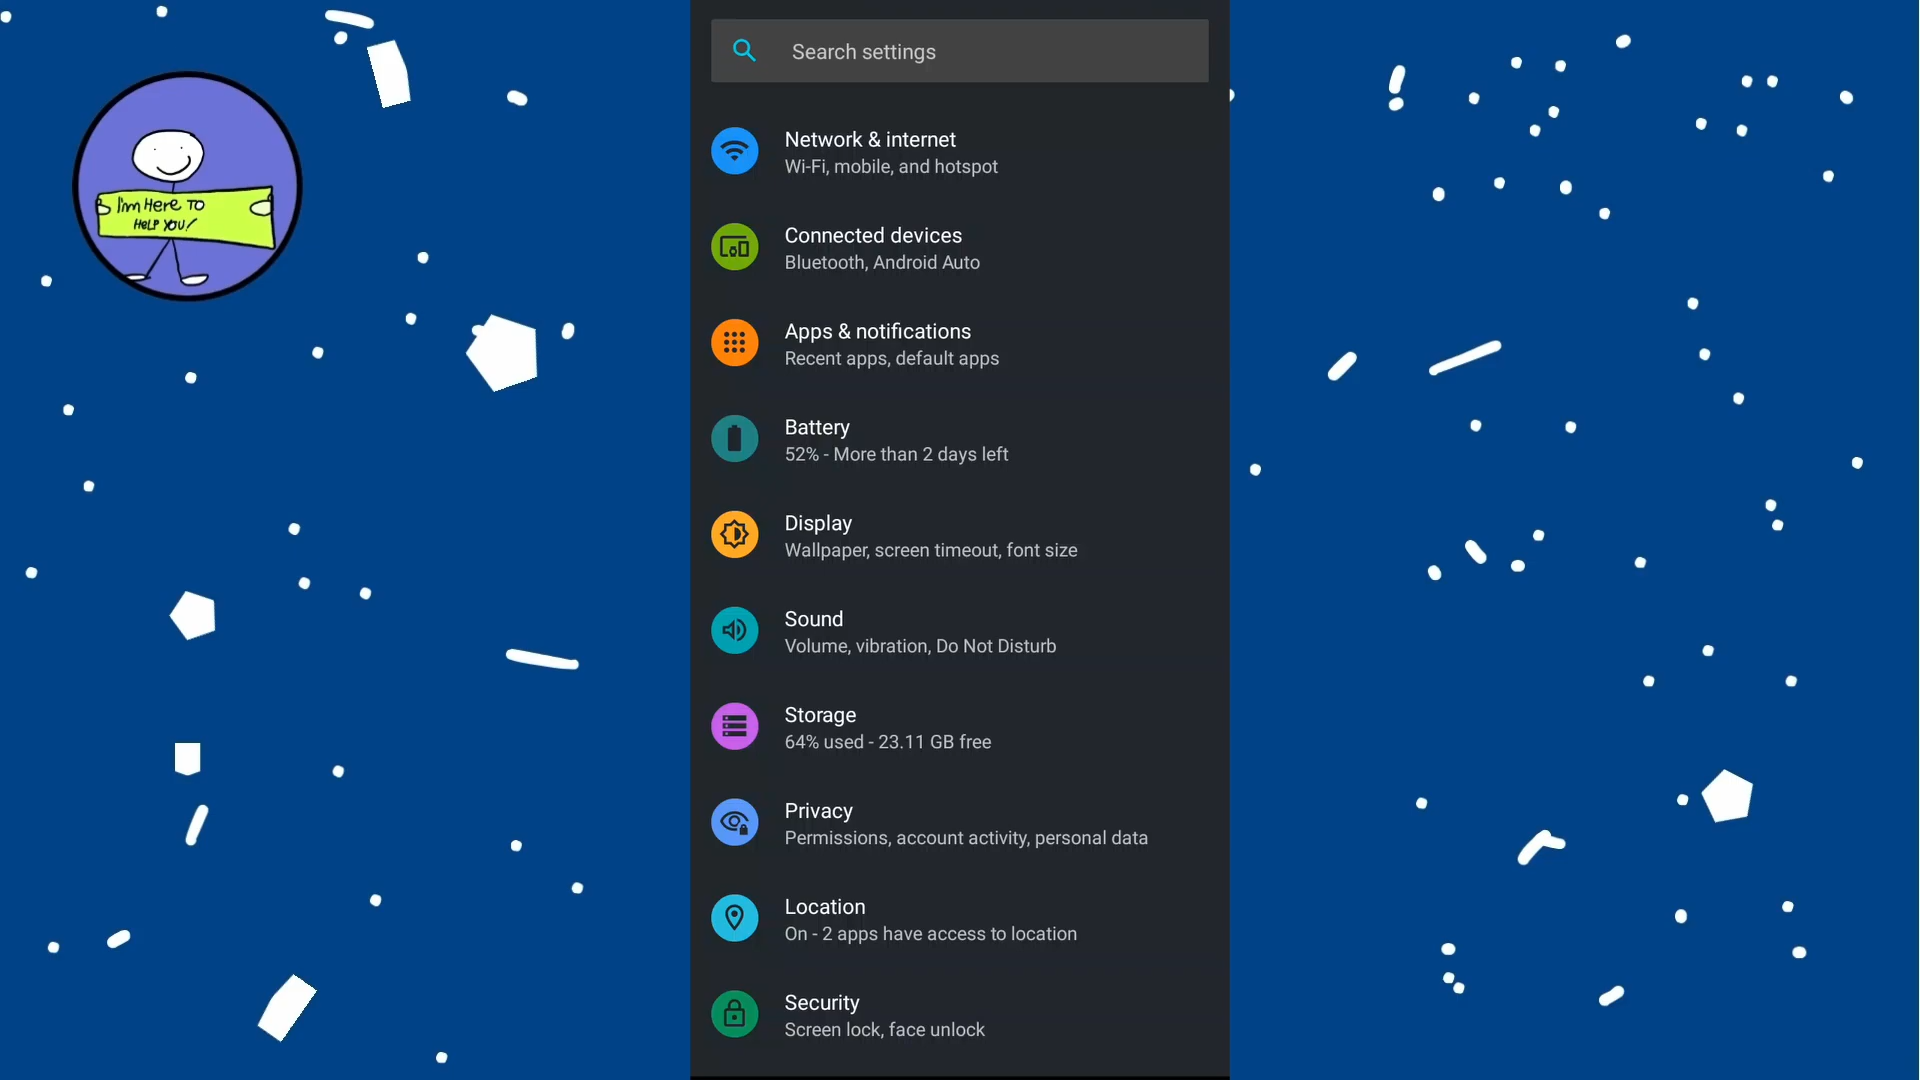 I'm HERE TO
HELP YOU!
Search settings
Network & internet
Wi-Fi, mobile, and hotspot
Connected devices
Bluetooth, Android Auto
Apps & notifications
Recent apps, default apps
Battery
52% - More than 2 days left
Display
Wallpaper, screen timeout, font size
Sound
Volume, vibration, Do Not Disturb
Storage
64% used - 23.11 GB free
Privacy
Permissions, account activity, personal data
Location
On - 2 apps have access to location
Security
Screen lock, face unlock